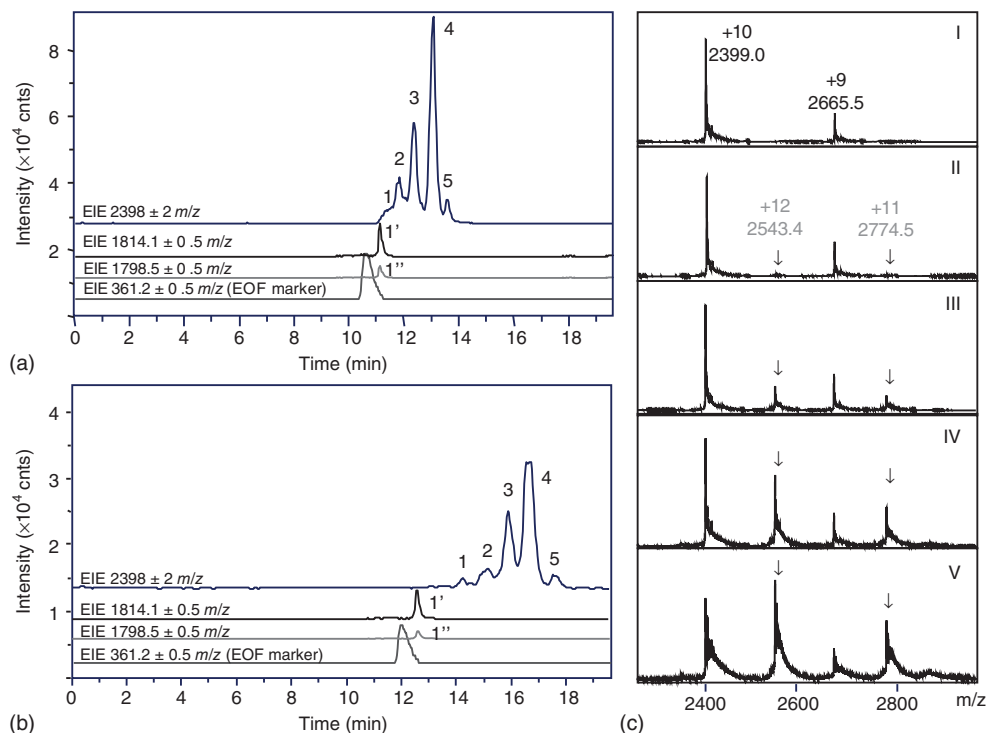 Intensity (×10⁴ cnts)
8
6
4
2
1
2
3
4
5
EIE 2398 ± 2 m/z
1'
EIE 1814.1 ± 0.5 m/z
EIE 1798.5 ± 0.5 m/z
1''
EIE 361.2 ± 0.5 m/z (EOF marker)
0 2 4 6 8 10 12 14 16 18
(a)
Time (min)
Intensity (×10⁴ cnts)
4
3
2
1
1
2
3
4
5
EIE 2398 ± 2 m/z
1'
EIE 1814.1 ± 0.5 m/z
EIE 1798.5 ± 0.5 m/z
1''
EIE 361.2 ± 0.5 m/z (EOF marker)
0 2 4 6 8 10 12 14 16 18
(b)
Time (min)
I
+10
2399.0
+9
2665.5
II
+12
2543.4
↓
+11
2774.5
↓
III
↓ ↓
IV
↓ ↓
V
↓ ↓
2400 2600 2800 m/z
(c)